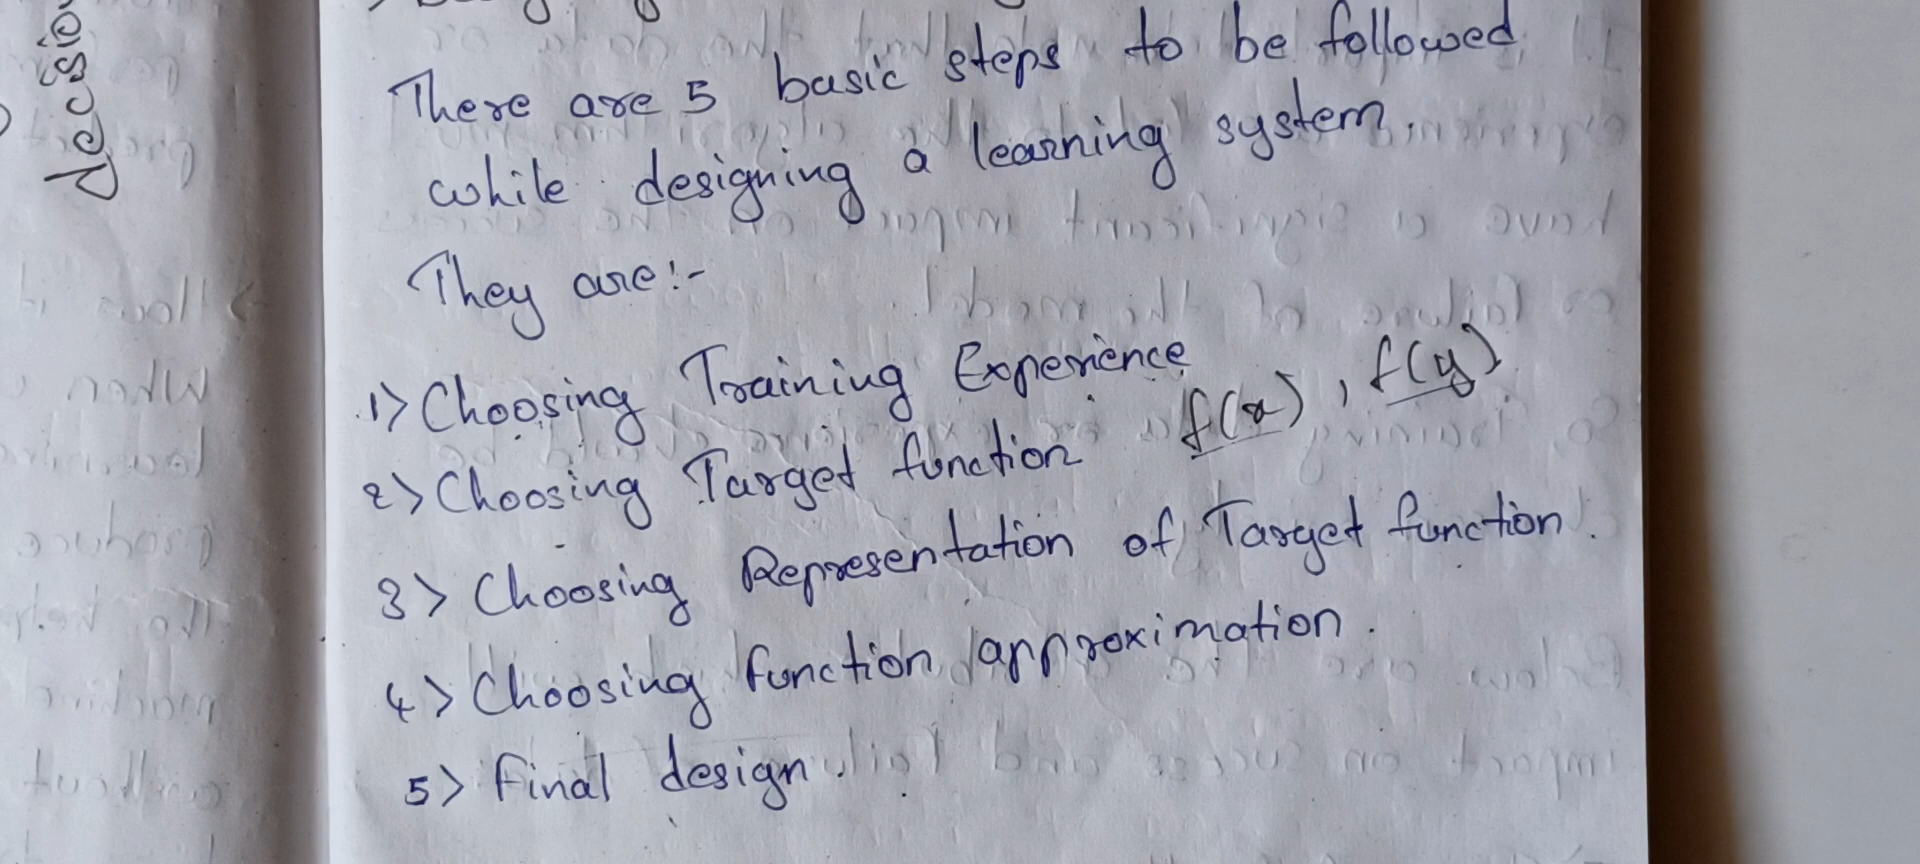 There are 5 basic steps to be followed
while designing a learning system.
They are:-
1> Choosing Training Experience
2> Choosing Target function f(x), f(y)
3> Choosing Representation of Target function.
4> Choosing function approximation.
5> Final design.